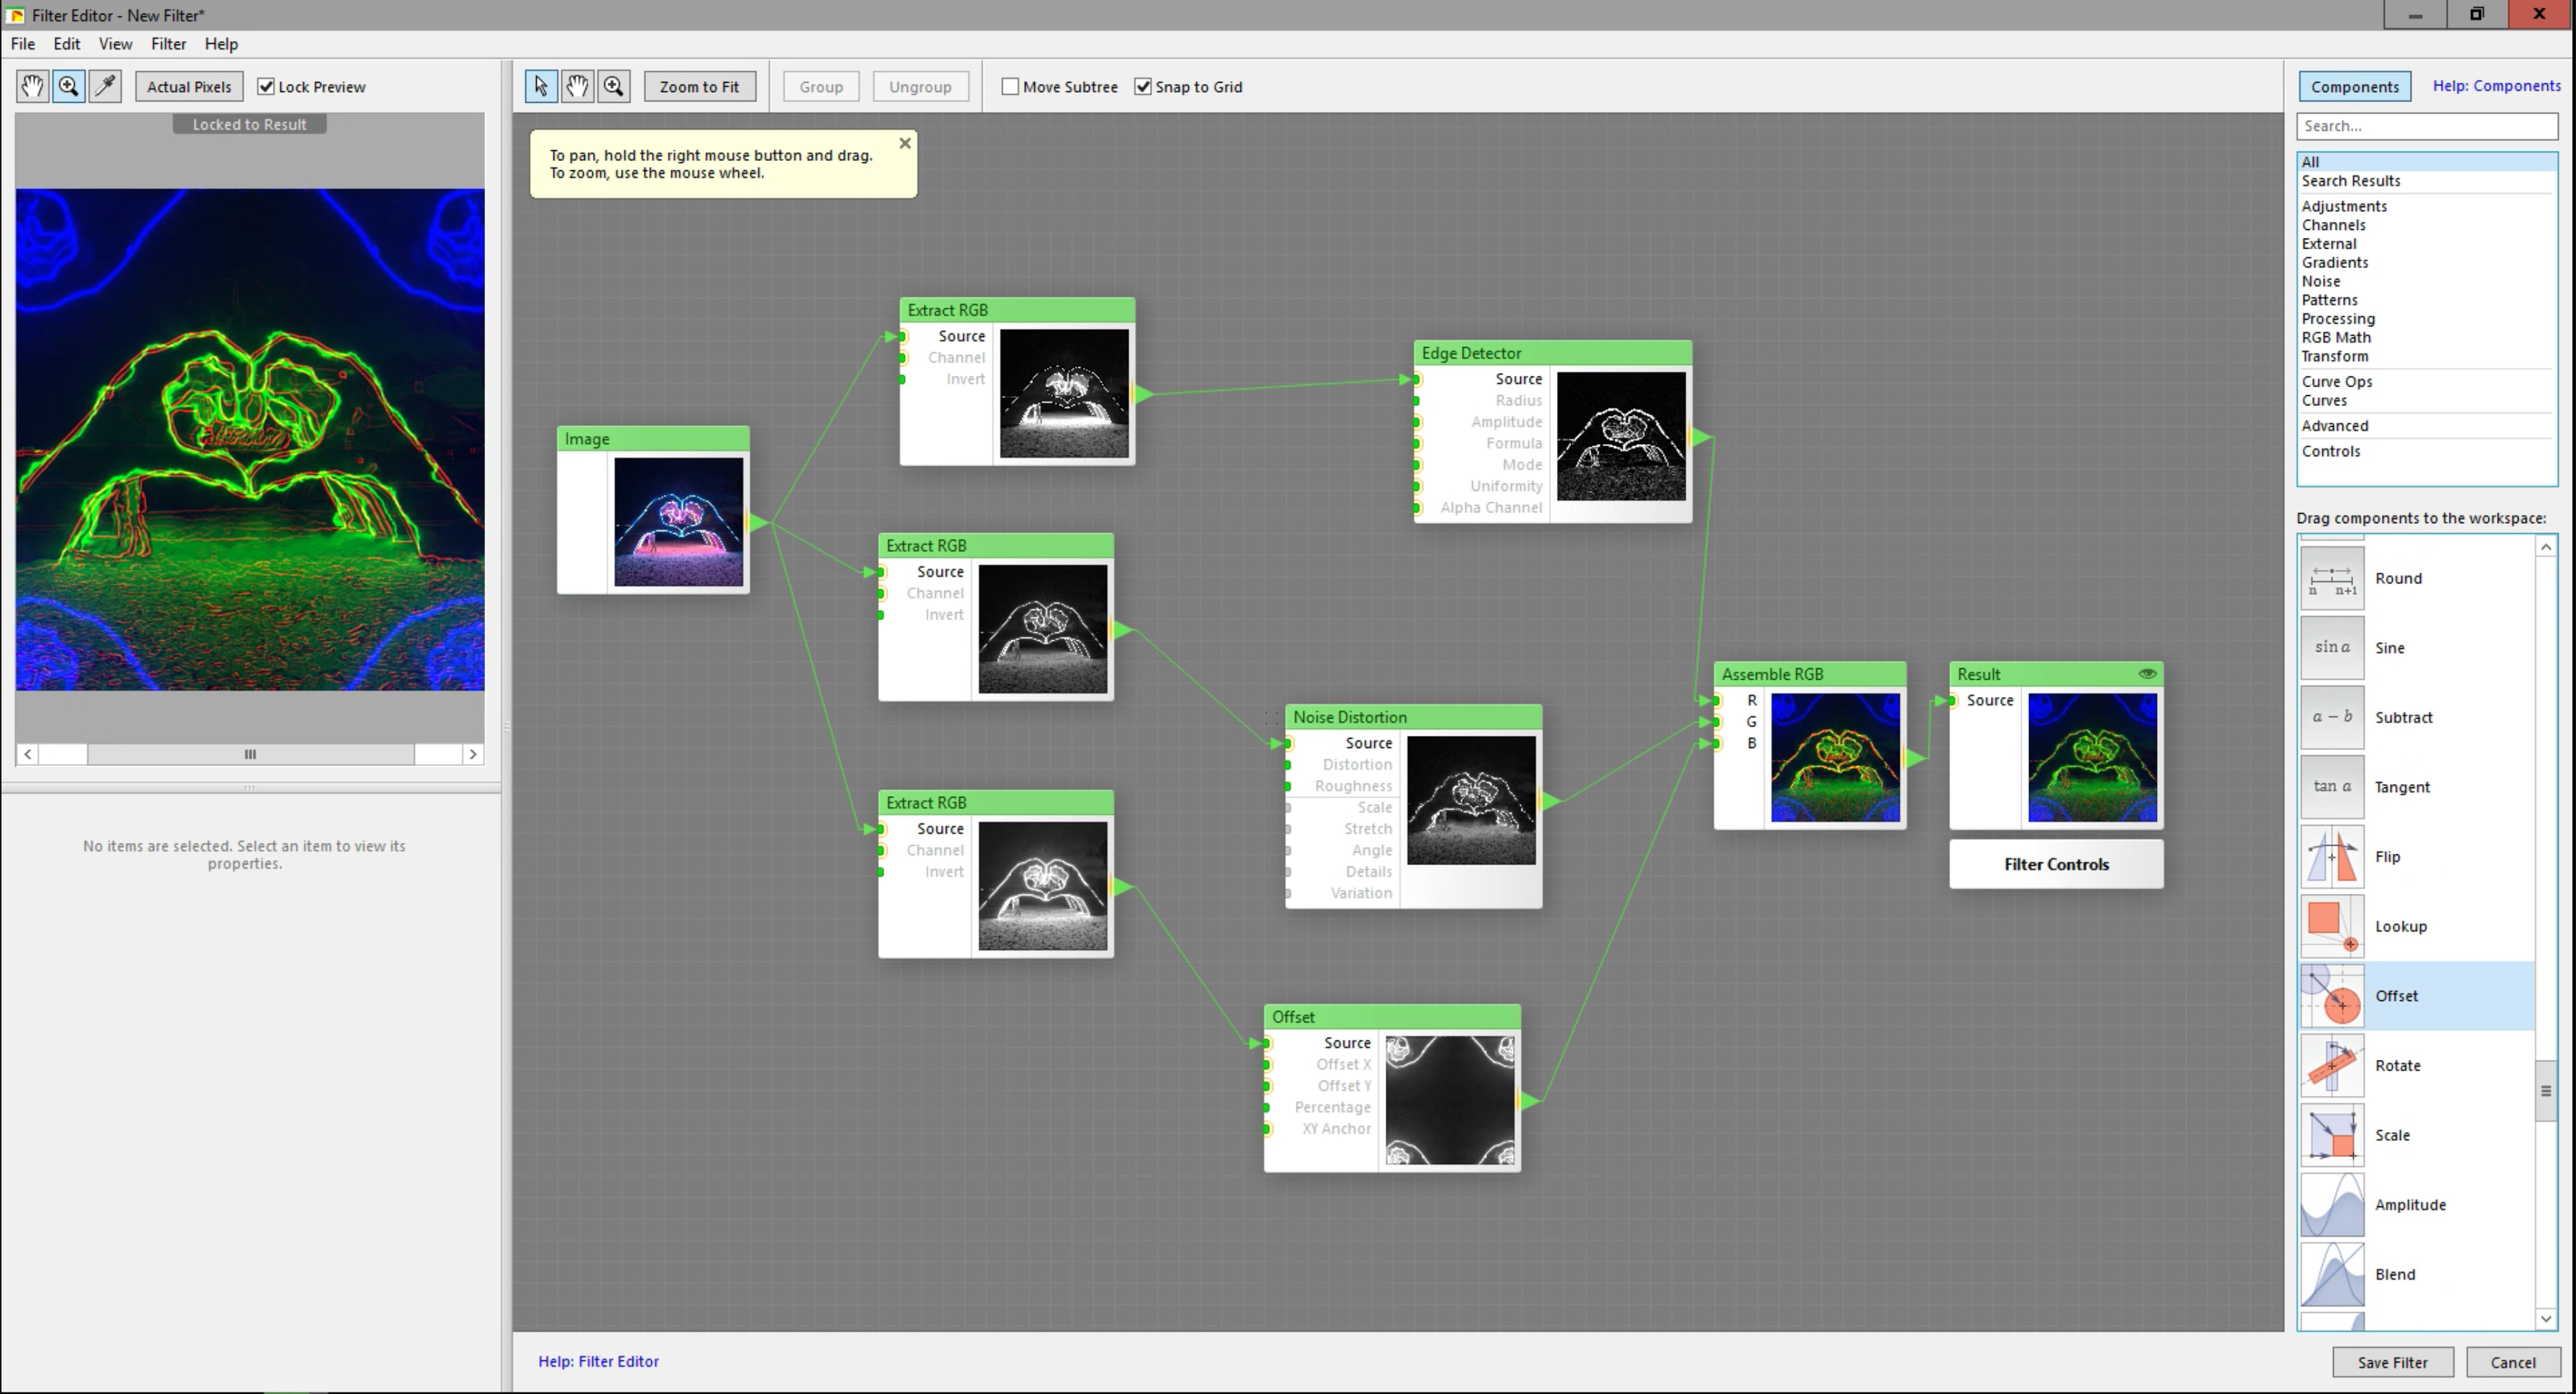 Filter Editor - New Filter*
File Edit View Filter Help
Actual Pixels Lock Preview
Zoom to Fit Group Ungroup Move Subtree Snap to Grid
Components Help: Components
Locked to Result
To pan, hold the right mouse button and drag.
To zoom, use the mouse wheel.
Image
Extract RGB
Source
Channel
Invert
Extract RGB
Source
Channel
Invert
Extract RGB
Source
Channel
Invert
Edge Detector
Source
Radius
Amplitude
Formula
Mode
Uniformity
Alpha Channel
Noise Distortion
Source
Distortion
Roughness
Scale
Stretch
Angle
Details
Variation
Offset
Source
Offset X
Offset Y
Percentage
XY Anchor
Assemble RGB
R
G
B
Result
Source
Filter Controls
No items are selected. Select an item to view its
properties.
Search...
All
Search Results
Adjustments
Channels
External
Gradients
Noise
Patterns
Processing
RGB Math
Transform
Curve Ops
Curves
Advanced
Controls
Drag components to the workspace:
n n+1 Round
sin a Sine
a − b Subtract
tan a Tangent
Flip
Lookup
Offset
Rotate
Scale
Amplitude
Blend
Help: Filter Editor
Save Filter Cancel